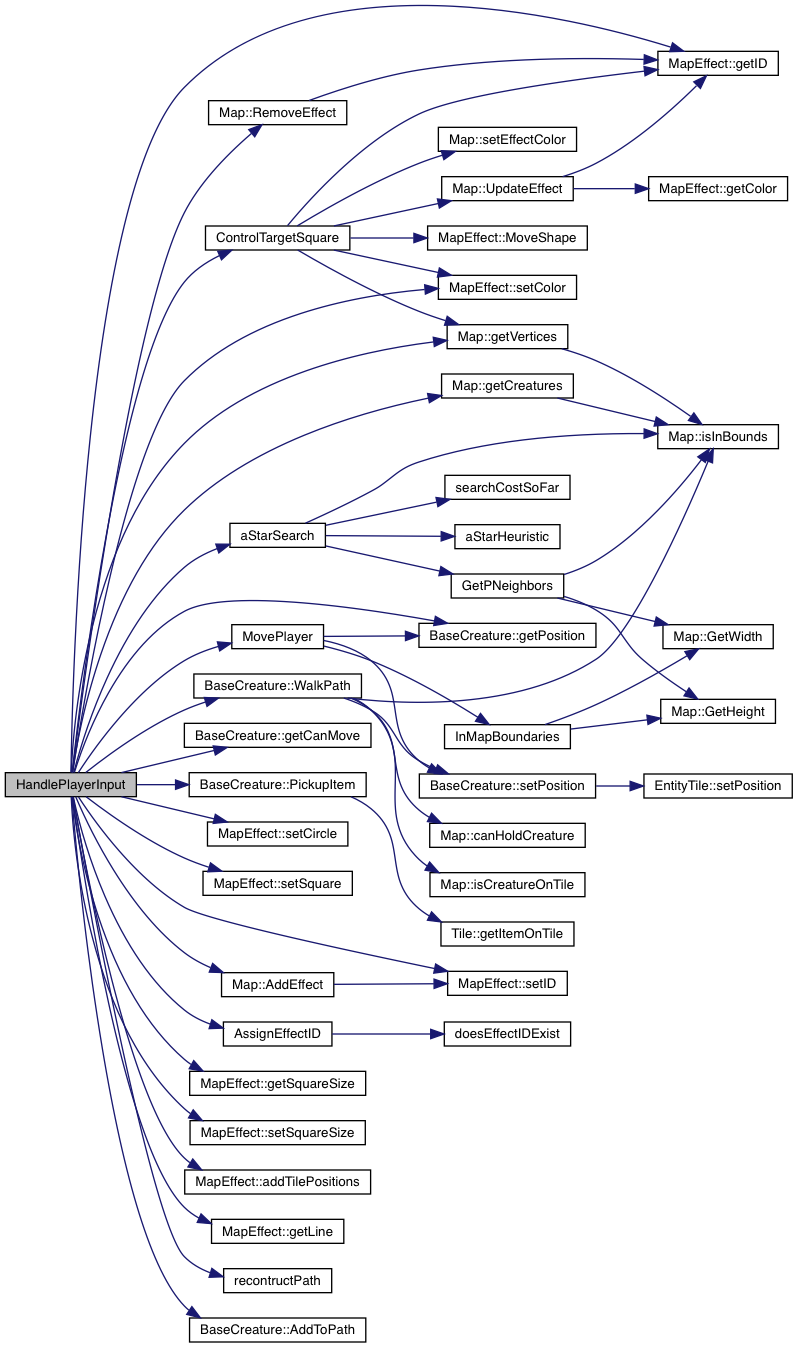 MapEffect::getID
Map::RemoveEffect
Map::setEffectColor
Map::UpdateEffect
MapEffect::getColor
ControlTargetSquare
MapEffect::MoveShape
MapEffect::setColor
Map::getVertices
Map::getCreatures
Map::isInBounds
searchCostSoFar
aStarSearch
aStarHeuristic
GetPNeighbors
MovePlayer
BaseCreature::getPosition
Map::GetWidth
BaseCreature::WalkPath
Map::GetHeight
BaseCreature::getCanMove
InMapBoundaries
HandlePlayerInput
BaseCreature::PickupItem
BaseCreature::setPosition
EntityTile::setPosition
MapEffect::setCircle
Map::canHoldCreature
MapEffect::setSquare
Map::isCreatureOnTile
Tile::getItemOnTile
Map::AddEffect
MapEffect::setID
AssignEffectID
doesEffectIDExist
MapEffect::getSquareSize
MapEffect::setSquareSize
MapEffect::addTilePositions
MapEffect::getLine
recontructPath
BaseCreature::AddToPath